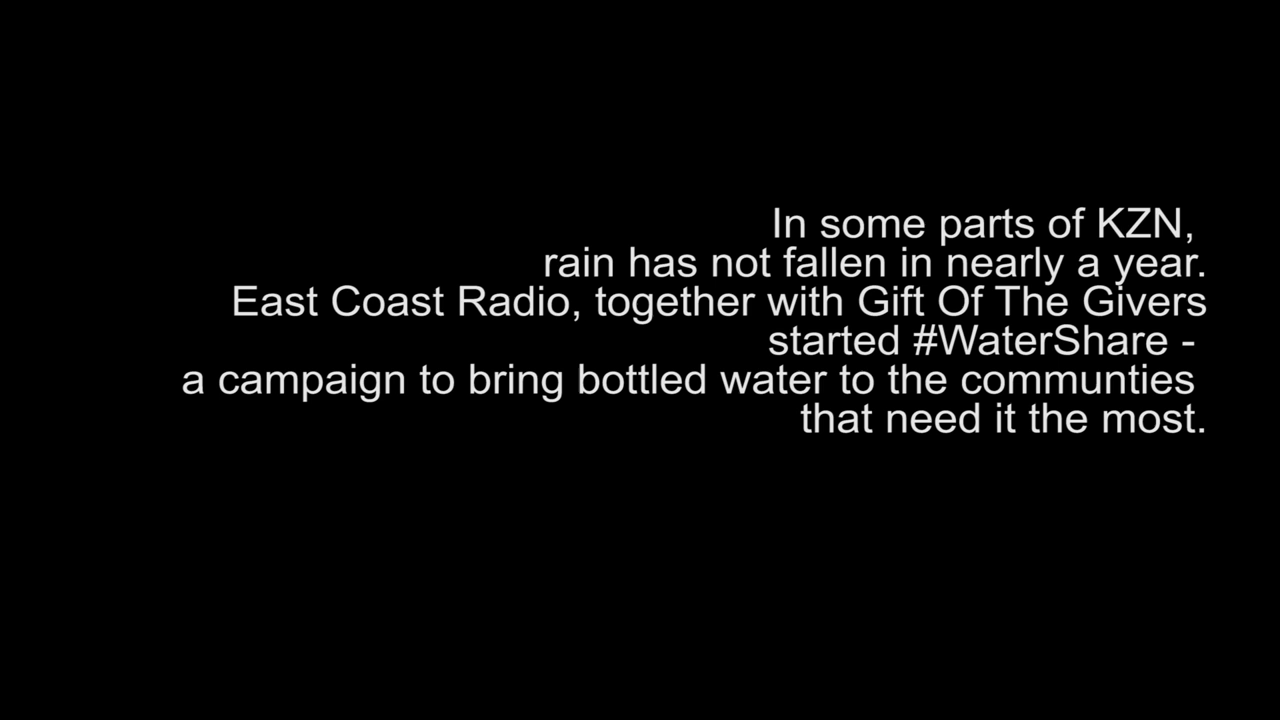 In some parts of KZN,
rain has not fallen in nearly a year.
East Coast Radio, together with Gift Of The Givers
started #WaterShare -
a campaign to bring bottled water to the communties
that need it the most.